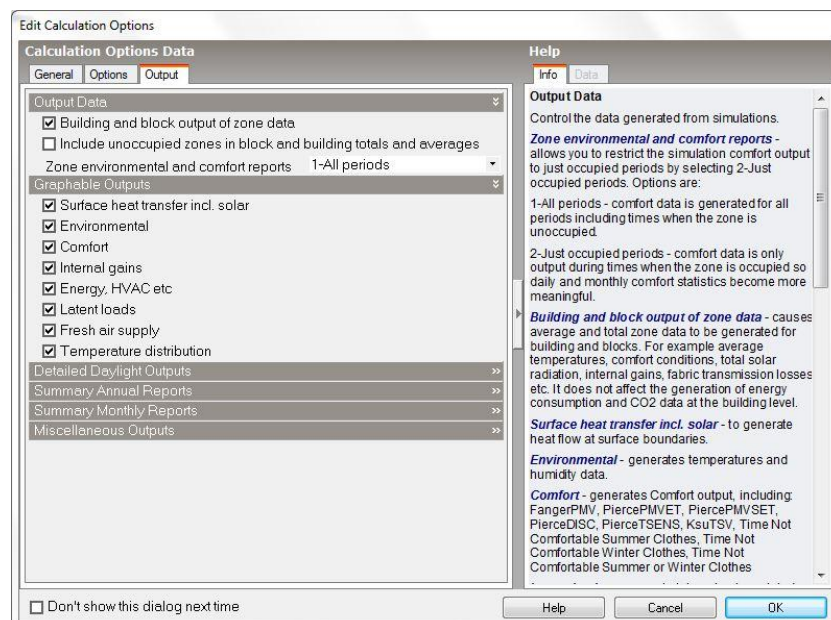 Edit Calculation Options
Calculation Options Data
General Options Output
Output Data
Building and block output of zone data
Include unoccupied zones in block and building totals and averages
Zone environmental and comfort reports 1-All periods
Graphable Outputs
Surface heat transfer incl. solar
Environmental
Comfort
Internal gains
Energy, HVAC etc
Latent loads
Fresh air supply
Temperature distribution
Detailed Daylight Outputs
Summary Annual Reports
Summary Monthly Reports
Miscellaneous Outputs
Help
Info Data
Output Data
Control the data generated from simulations.
Zone environmental and comfort reports -
allows you to restrict the simulation comfort output
to just occupied periods by selecting 2-Just
occupied periods. Options are:
1-All periods - comfort data is generated for all
periods including times when the zone is
unoccupied.
2-Just occupied periods - comfort data is only
output during times when the zone is occupied so
daily and monthly comfort statistics become more
meaningful.
Building and block output of zone data - causes
average and total zone data to be generated for
building and blocks. For example average
temperatures, comfort conditions, total solar
radiation, internal gains, fabric transmission losses
etc. It does not affect the generation of energy
consumption and CO2 data at the building level.
Surface heat transfer incl. solar - to generate
heat flow at surface boundaries.
Environmental - generates temperatures and
humidity data.
Comfort - generates Comfort output, including:
FangerPMV, PiercePMVET, PiercePMVSET,
PierceDISC, PierceTSENS, KsuTSV, Time Not
Comfortable Summer Clothes, Time Not
Comfortable Winter Clothes, Time Not
Comfortable Summer or Winter Clothes
Don't show this dialog next time
Help Cancel OK